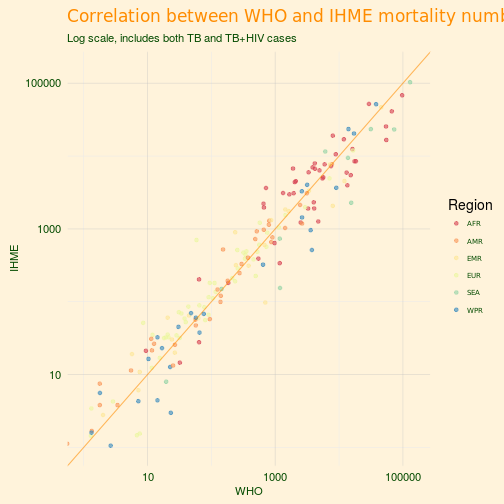 Correlation between WHO and IHME mortality numb
Log scale, includes both TB and TB+HIV cases
100000
1000
10
IHME
10
1000
100000
WHO
Region
AFR
AMR
EMR
EUR
SEA
WPR